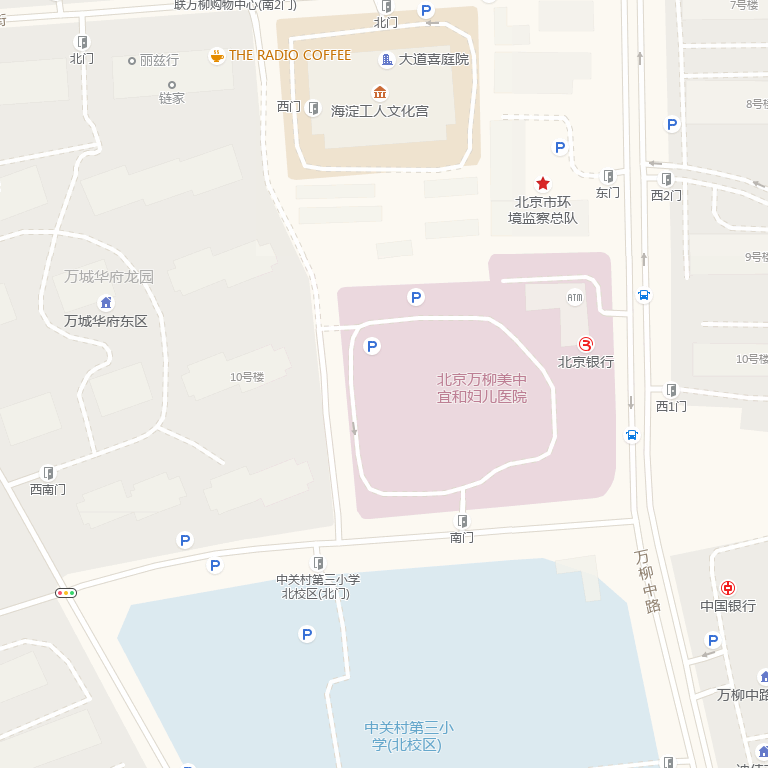 联万柳购物中心(南2门)
街
北门
P
7号楼
北门
丽兹行
THE RADIO COFFEE
大道喜庭院
链家
西门
海淀工人文化宫
8号楼
P
P
东门
西2门
北京市环
境监察总队
9号楼
万城华府龙园
万城华府东区
P
ATM
P
北京银行
10号楼
10号楼
北京万柳美中
宜和妇儿医院
西1门
西南门
南门
P
P
中关村第三小学
北校区(北门)
万柳中路
中国银行
P
P
万柳中路
中关村第三小
学(北校区)
P